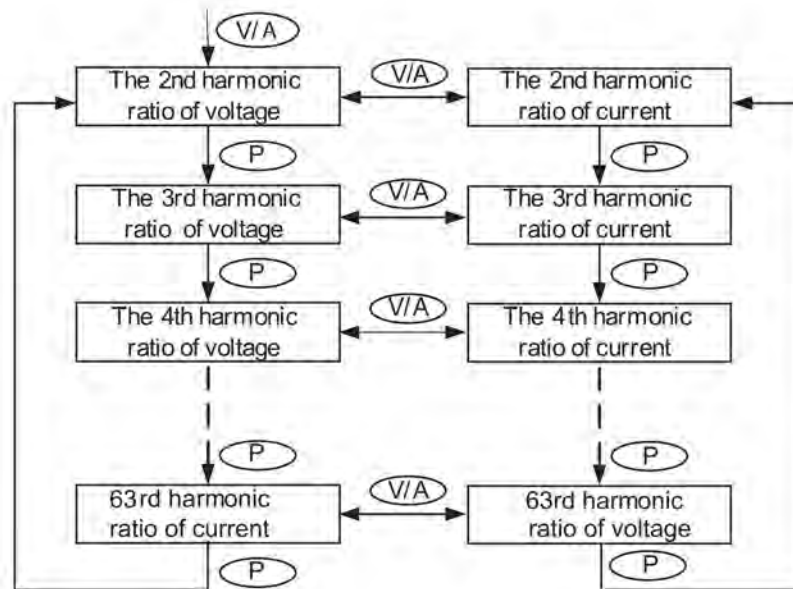 V/A
The 2nd harmonic
ratio of voltage
V/A
The 2nd harmonic
ratio of current
P
P
The 3rd harmonic
ratio of voltage
V/A
The 3rd harmonic
ratio of current
P
P
The 4th harmonic
ratio of voltage
V/A
The 4th harmonic
ratio of current
P
P
63rd harmonic
ratio of current
V/A
63rd harmonic
ratio of voltage
P
P